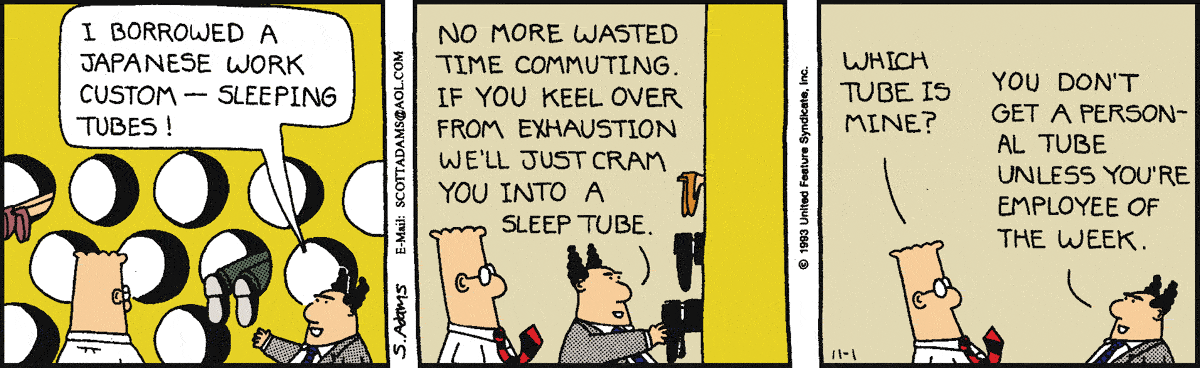 I BORROWED A
JAPANESE WORK
CUSTOM — SLEEPING
TUBES!
S. Adams
E-Mail: SCOTTADAMS@AOL.COM
NO MORE WASTED
TIME COMMUTING.
IF YOU KEEL OVER
FROM EXHAUSTION
WE'LL JUST CRAM
YOU INTO A
SLEEP TUBE.
© 1993 United Feature Syndicate, Inc.
WHICH
TUBE IS
MINE?
YOU DON'T
GET A PERSON-
AL TUBE
UNLESS YOU'RE
EMPLOYEE OF
THE WEEK.
11-1